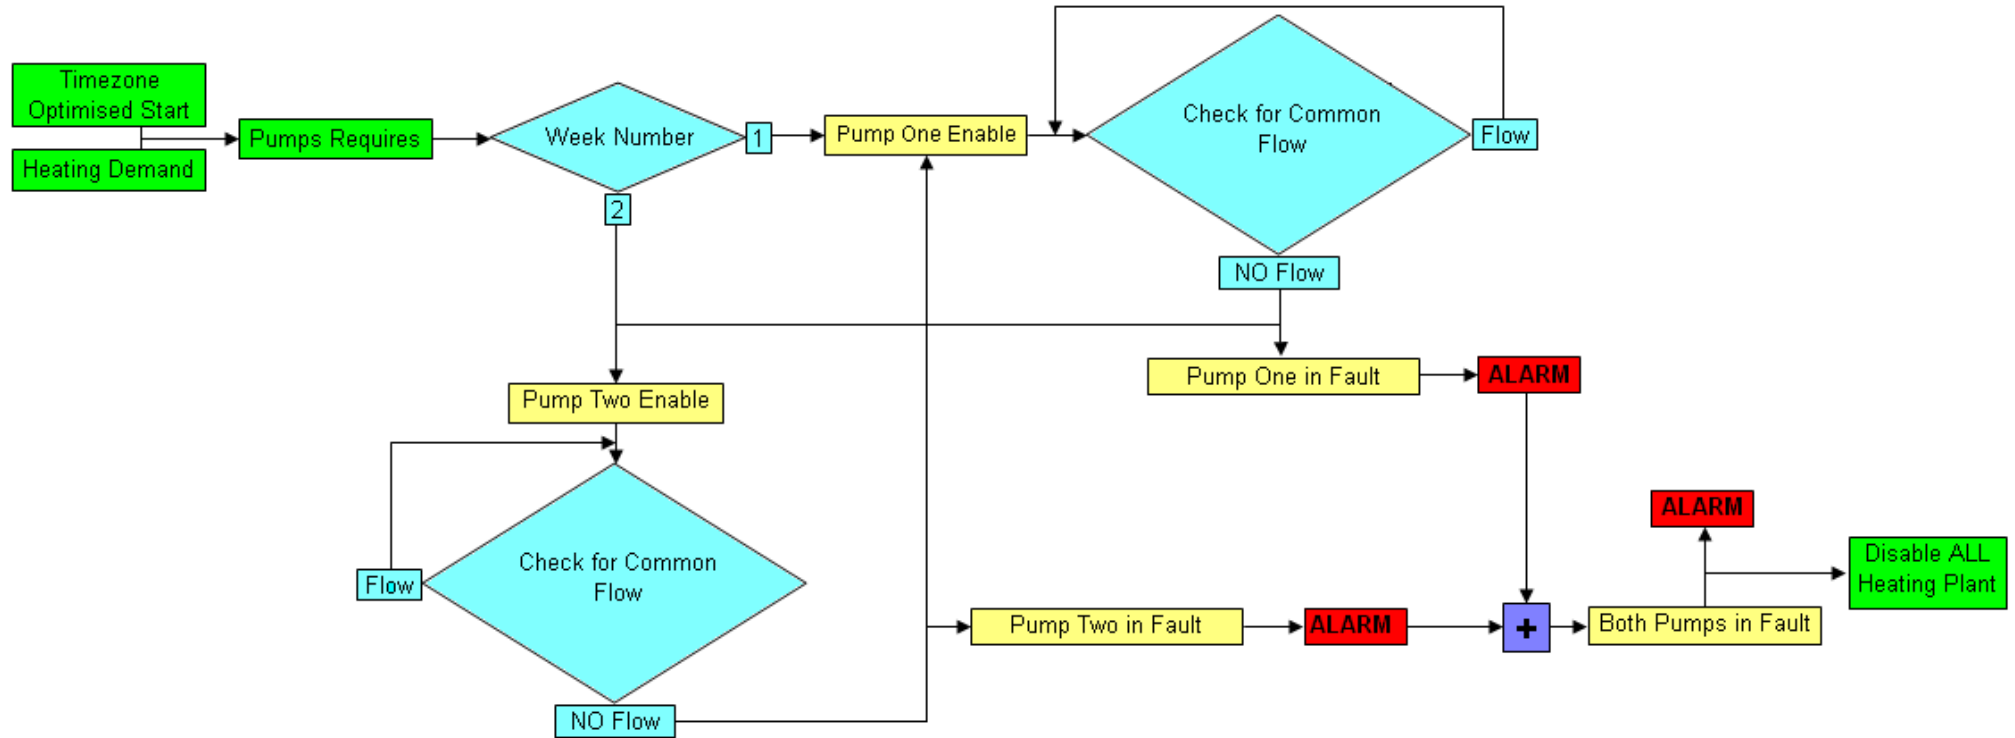 Timezone
Optimised Start
Heating Demand
Pumps Requires
Week Number
1
2
Pump One Enable
Check for Common
Flow
Flow
NO Flow
Pump One in Fault
ALARM
Pump Two Enable
Check for Common
Flow
Flow
NO Flow
Pump Two in Fault
ALARM
+
Both Pumps in Fault
ALARM
Disable ALL
Heating Plant